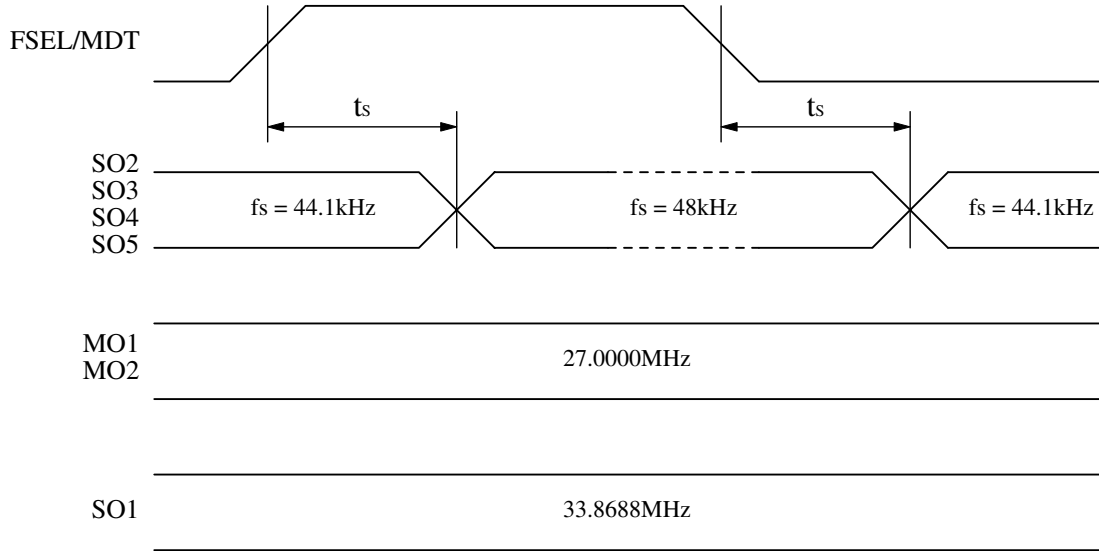 FSEL/MDT
ts
ts
SO2
SO3
SO4
SO5
fs = 44.1kHz
fs = 48kHz
fs = 44.1kHz
MO1
MO2
27.0000MHz
SO1
33.8688MHz